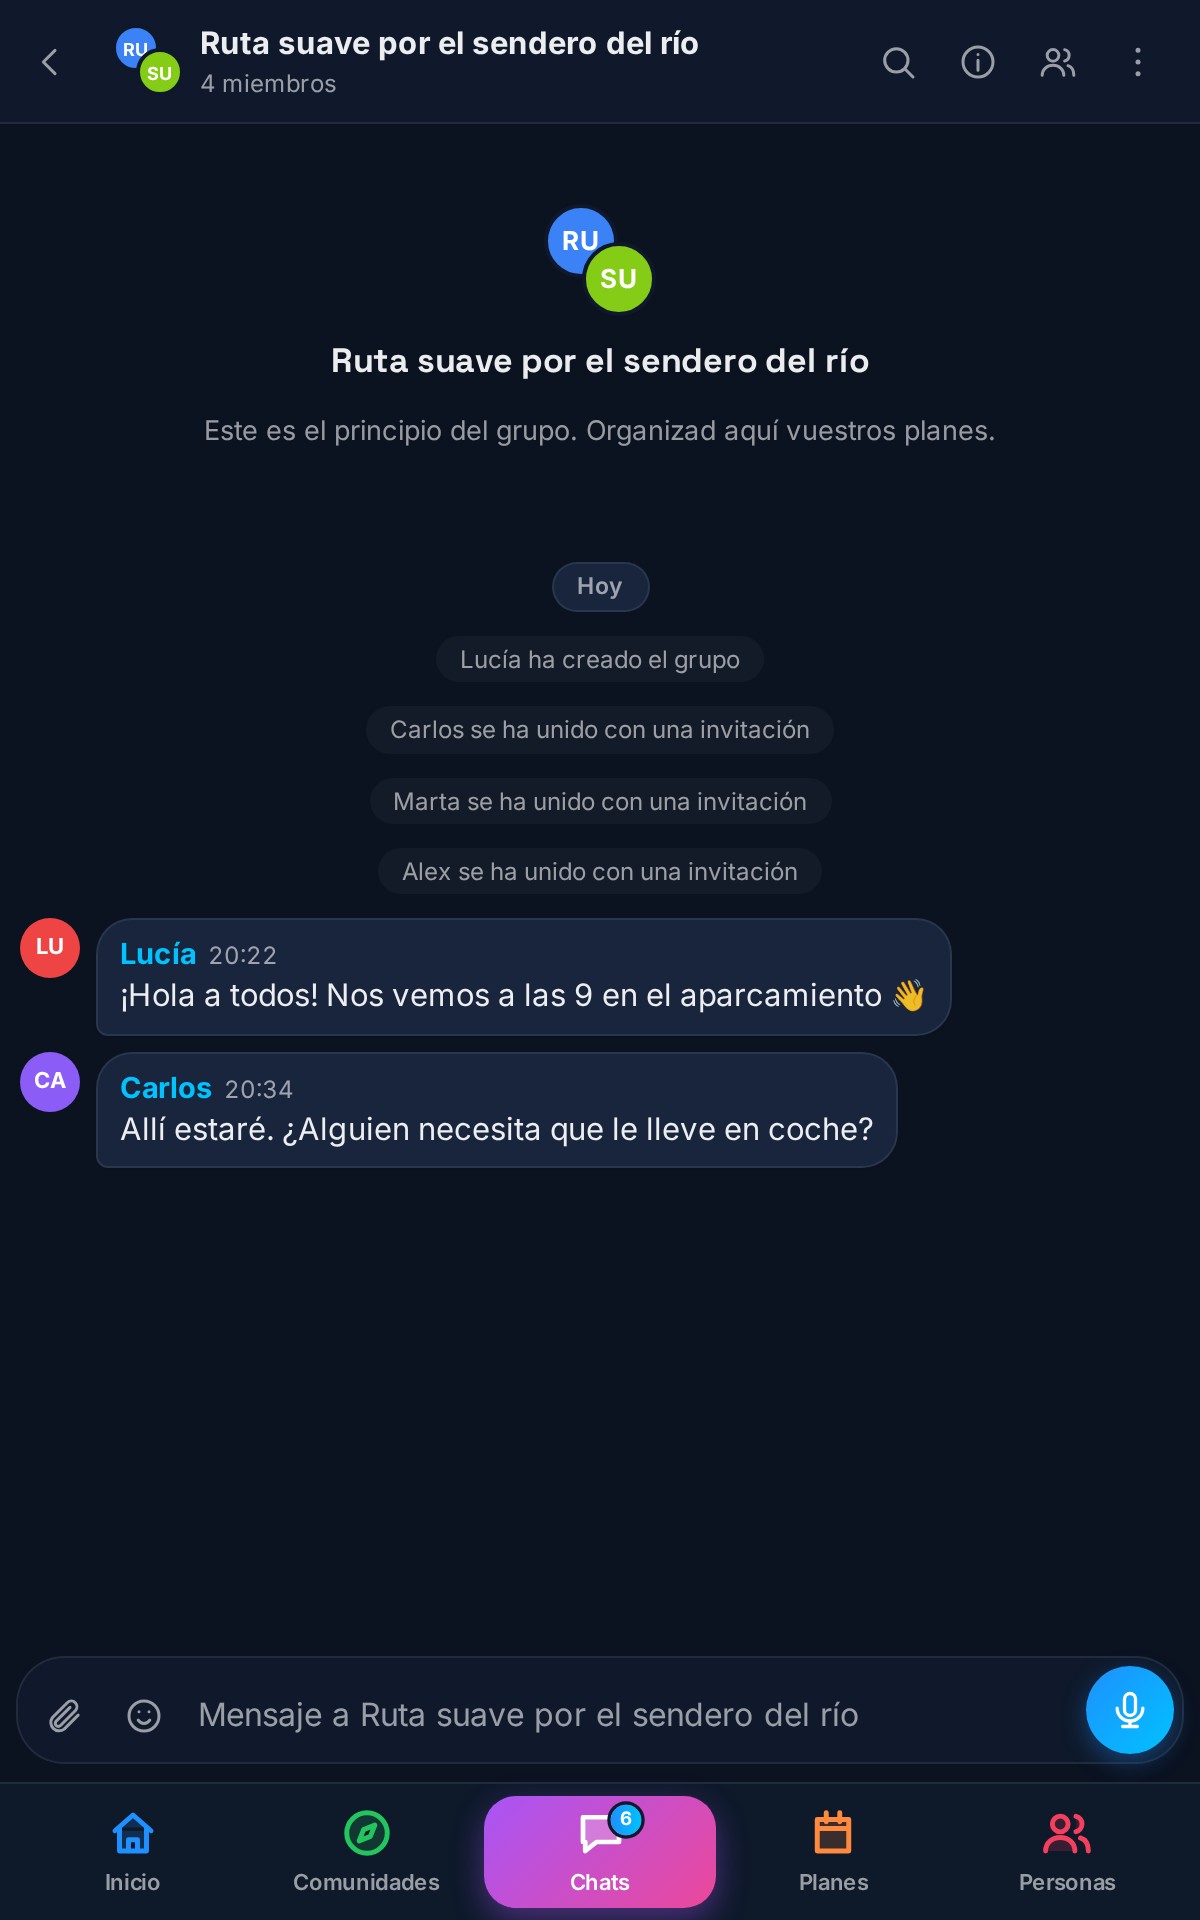 RU
SU
Ruta suave por el sendero del río
4 miembros
RU
SU
Ruta suave por el sendero del río
Este es el principio del grupo. Organizad aquí vuestros planes.
Hoy
Lucía ha creado el grupo
Carlos se ha unido con una invitación
Marta se ha unido con una invitación
Alex se ha unido con una invitación
LU
Lucía 20:22
¡Hola a todos! Nos vemos a las 9 en el aparcamiento 👋
CA
Carlos 20:34
Allí estaré. ¿Alguien necesita que le lleve en coche?
Mensaje a Ruta suave por el sendero del río
6
Inicio
Comunidades
Chats
Planes
Personas